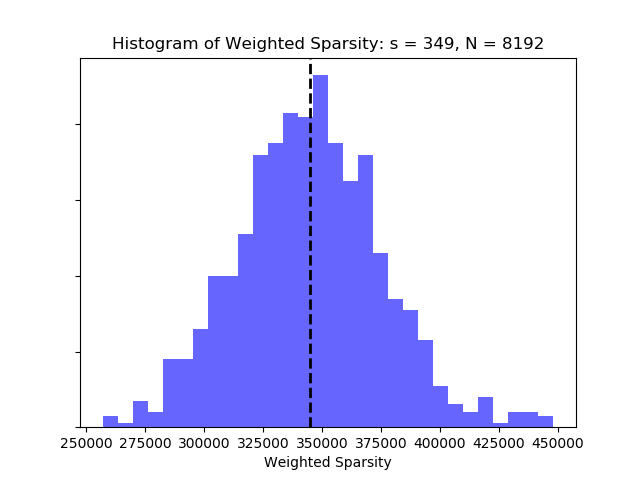 Histogram of Weighted Sparsity: s = 349, N = 8192
250000 275000 300000 325000 350000 375000 400000 425000 450000
Weighted Sparsity